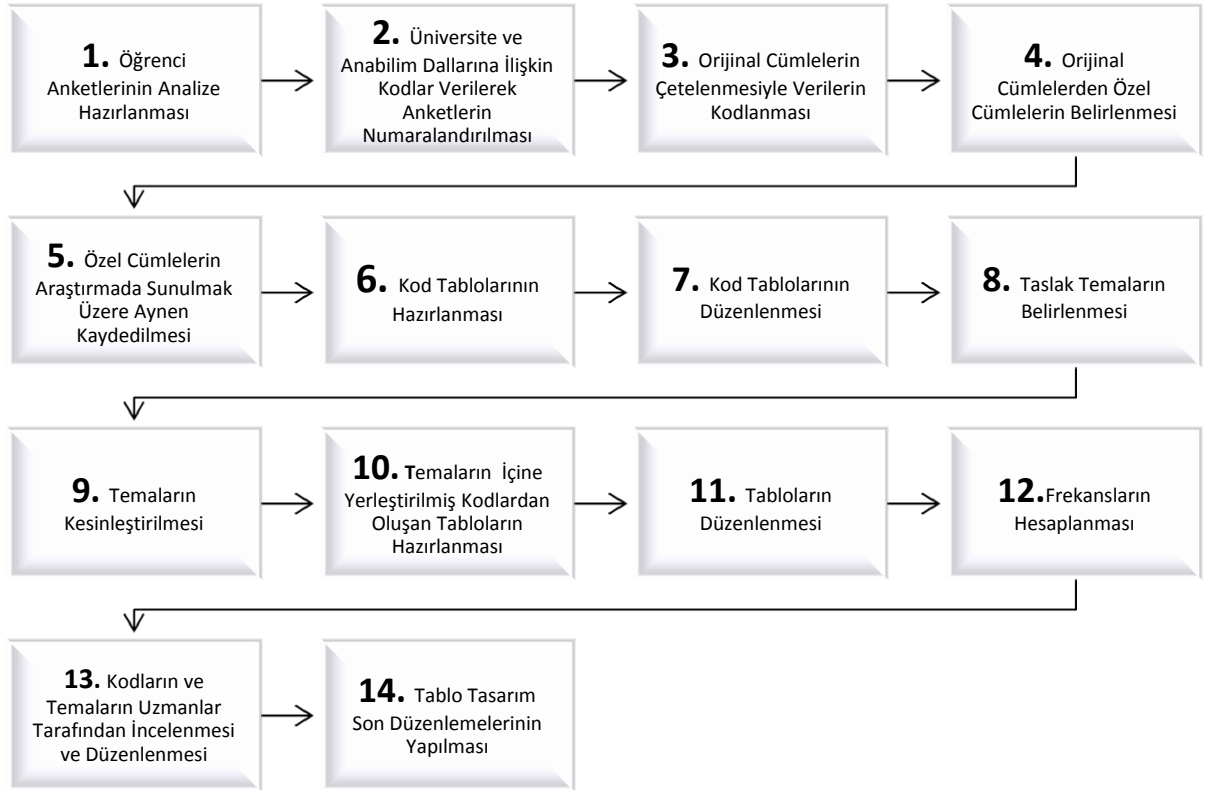 1. Öğrenci
Anketlerinin Analize
Hazırlanması
2. Üniversite ve
Anabilim Dallarına İlişkin
Kodlar Verilerek
Anketlerin
Numaralandırılması
3. Orijinal Cümlelerin
Çetelenmesiyle Verilerin
Kodlanması
4. Orijinal
Cümlelerden Özel
Cümlelerin Belirlenmesi
5. Özel Cümlelerin
Araştırmada Sunulmak
Üzere Aynen
Kaydedilmesi
6. Kod Tablolarının
Hazırlanması
7. Kod Tablolarının
Düzenlenmesi
8. Taslak Temaların
Belirlenmesi
9. Temaların
Kesinleştirilmesi
10. Temaların İçine
Yerleştirilmiş Kodlardan
Oluşan Tabloların
Hazırlanması
11. Tabloların
Düzenlenmesi
12.Frekansların
Hesaplanması
13. Kodların ve
Temaların Uzmanlar
Tarafından İncelenmesi
ve Düzenlenmesi
14. Tablo Tasarım
Son Düzenlemelerinin
Yapılması